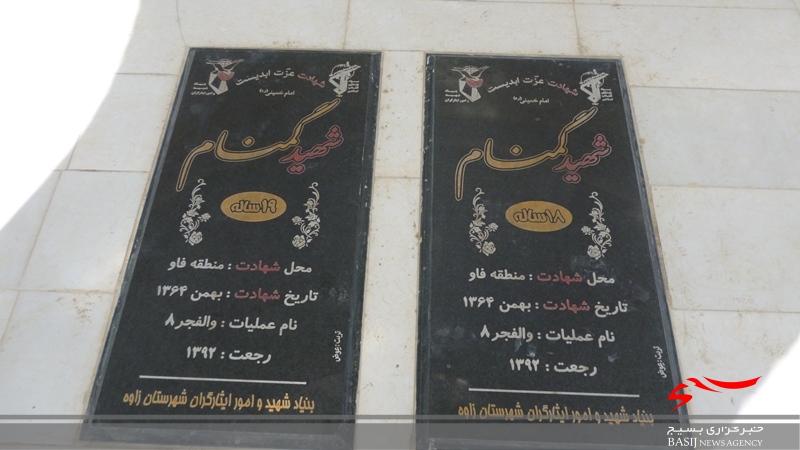 شهادت عزّت ابدیست
امام خمینی(ره)
شهید گمنام
۱۸ ساله
محل شهادت : منطقه فاو
تاریخ شهادت : بهمن ۱۳۶۴
نام عملیات : والفجر ۸
رجعت : ۱۳۹۲
بنیاد شهید و امور ایثارگران شهرستان زاوه
شهادت عزّت ابدیست
امام خمینی(ره)
شهید گمنام
۱۹ ساله
محل شهادت : منطقه فاو
تاریخ شهادت : بهمن ۱۳۶۴
نام عملیات : والفجر ۸
رجعت : ۱۳۹۲
بنیاد شهید و امور ایثارگران شهرستان زاوه
خبرگزاری بسیج
BASIJ NEWS AGENCY